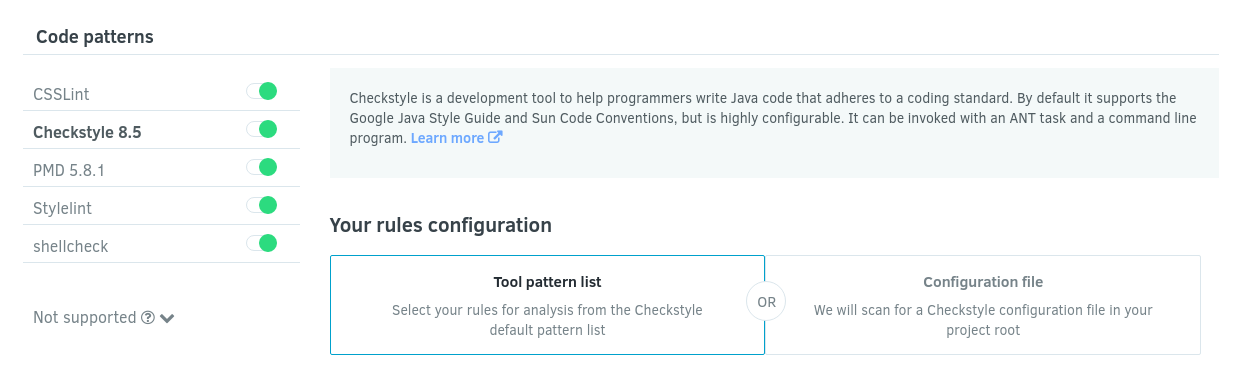 Code patterns
CSSLint
Checkstyle 8.5
PMD 5.8.1
Stylelint
shellcheck
Not supported
Checkstyle is a development tool to help programmers write Java code that adheres to a coding standard. By default it supports the
Google Java Style Guide and Sun Code Conventions, but is highly configurable. It can be invoked with an ANT task and a command line
program. Learn more
Your rules configuration
Tool pattern list
Select your rules for analysis from the Checkstyle
default pattern list
OR
Configuration file
We will scan for a Checkstyle configuration file in your
project root